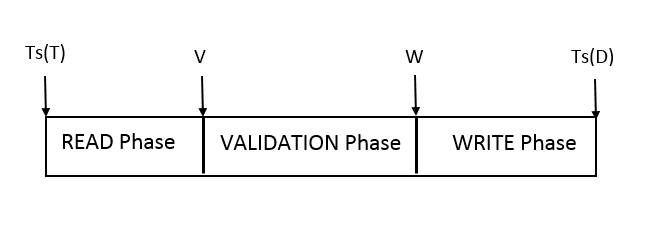 Ts(T) V W Ts(D)
READ Phase VALIDATION Phase WRITE Phase